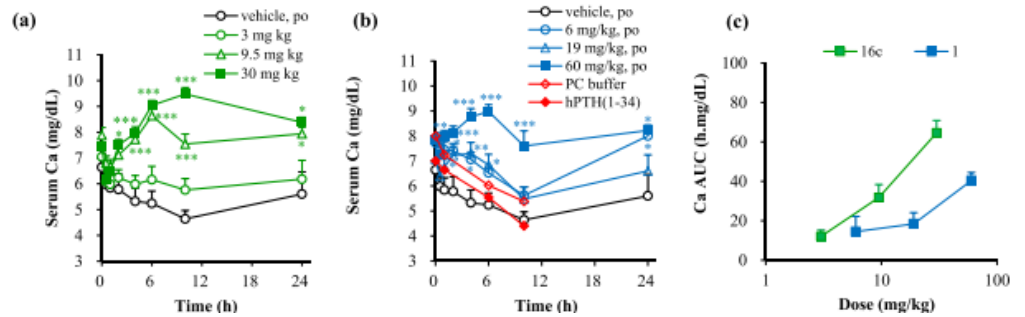 (a)
vehicle, po
3 mg kg
9.5 mg kg
30 mg kg
Serum Ca (mg/dL)
11
10
9
8
7
6
5
4
3
0 6 12 18 24
Time (h)
*** *** *** * *** *** *** * *
(b)
vehicle, po
6 mg/kg, po
19 mg/kg, po
60 mg/kg, po
PC buffer
hPTH(1-34)
Serum Ca (mg/dL)
11
10
9
8
7
6
5
4
3
0 6 12 18 24
Time (h)
*** *** *** *** * *
(c)
16c 1
Ca AUC (h.mg/dL)
100
80
60
40
20
0
1 10 100
Dose (mg/kg)